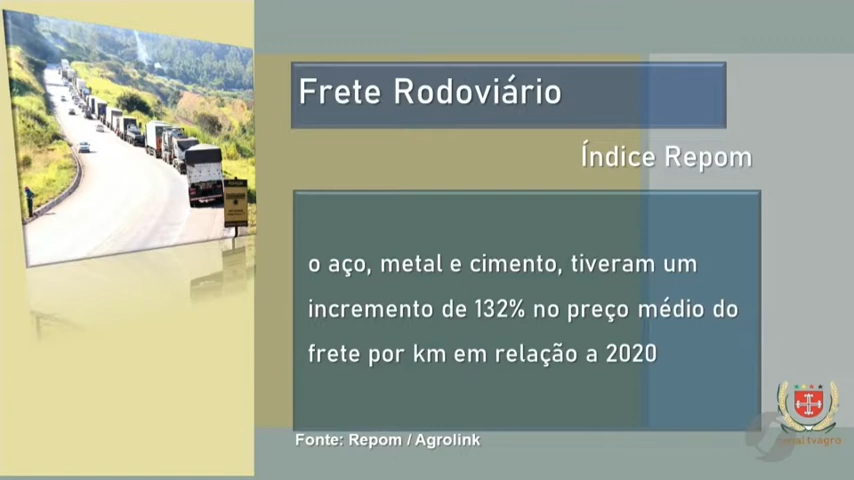 Frete Rodoviário
Índice Repom
o aço, metal e cimento, tiveram um
incremento de 132% no preço médio do
frete por km em relação a 2020
Fonte: Repom / Agrolink